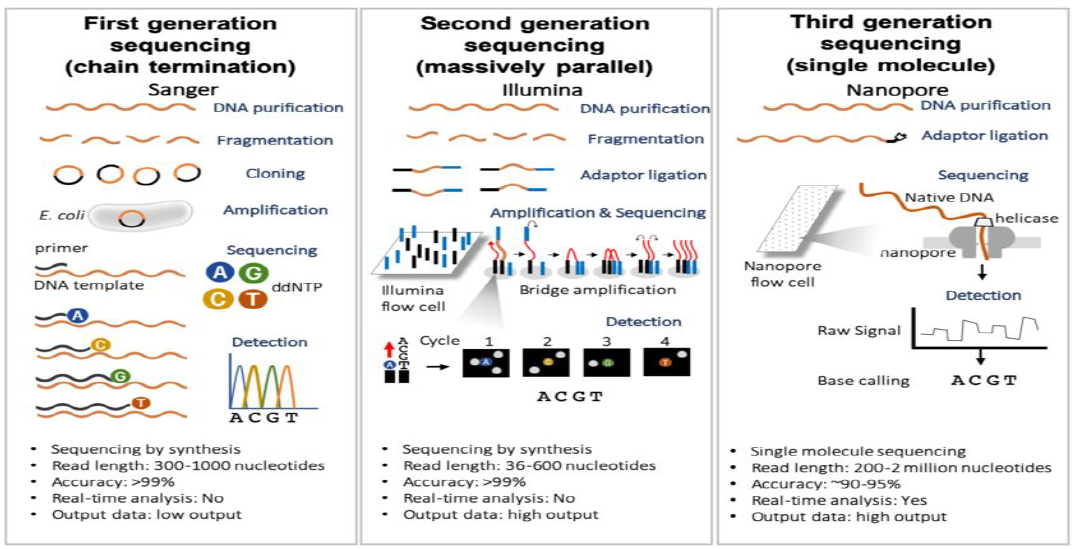 First generation
sequencing
(chain termination)
Sanger
DNA purification
Fragmentation
Cloning
E. coli
Amplification
primer
Sequencing
DNA template
A G
C T
ddNTP
A
C
G
T
Detection
A C G T
• Sequencing by synthesis
• Read length: 300-1000 nucleotides
• Accuracy: >99%
• Real-time analysis: No
• Output data: low output
Second generation
sequencing
(massively parallel)
Illumina
DNA purification
Fragmentation
Adaptor ligation
Amplification & Sequencing
Illumina
flow cell
Bridge amplification
Detection
Cycle 1 2 3 4
A
C
G
T
A
A
C
G
T
A C G T
• Sequencing by synthesis
• Read length: 36-600 nucleotides
• Accuracy: >99%
• Real-time analysis: No
• Output data: high output
Third generation
sequencing
(single molecule)
Nanopore
DNA purification
Adaptor ligation
Sequencing
Native DNA
helicase
nanopore
Nanopore
flow cell
Detection
Raw Signal
Base calling
A C G T
• Single molecule sequencing
• Read length: 200-2 million nucleotides
• Accuracy: ~90-95%
• Real-time analysis: Yes
• Output data: high output